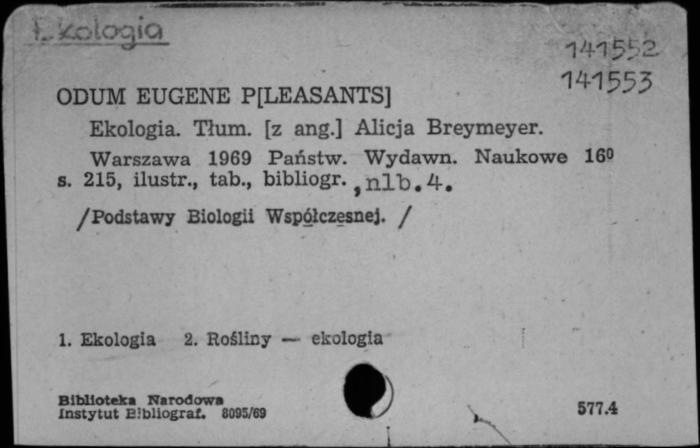 Ekologia
141552
141553
ODUM EUGENE P[LEASANTS]
Ekologia. Tłum. [z ang.] Alicja Breymeyer.
Warszawa 1969 Państw. Wydawn. Naukowe 16⁰
s. 215, ilustr., tab., bibliogr. , nlb. 4.
/Podstawy Biologii Współczesnej. /
1. Ekologia 2. Rośliny — ekologia
Biblioteka Narodowa
Instytut Bibliograf. 8095/69
577.4